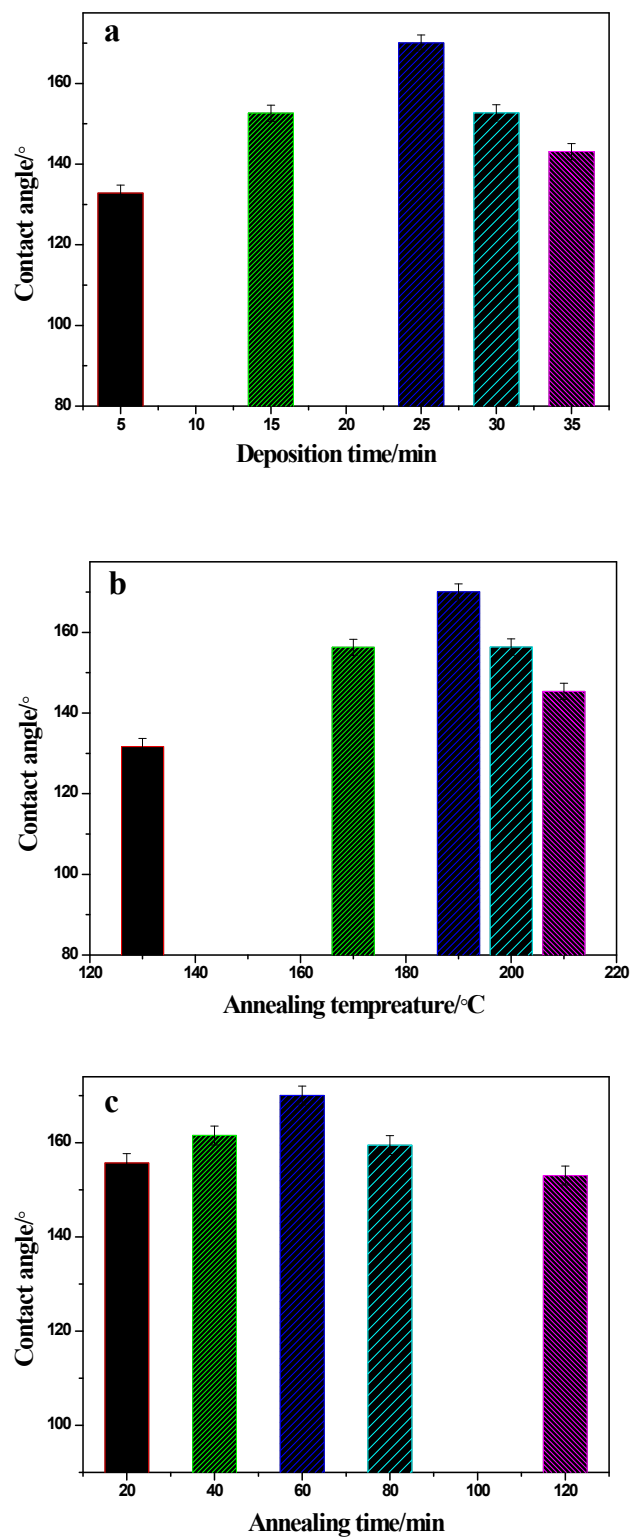 a
160
140
120
100
80
Contact angle/°
5 10 15 20 25 30 35
Deposition time/min
b
160
140
120
100
80
Contact angle/°
120 140 160 180 200 220
Annealing tempreature/°C
c
160
140
120
100
Contact angle/°
20 40 60 80 100 120
Annealing time/min